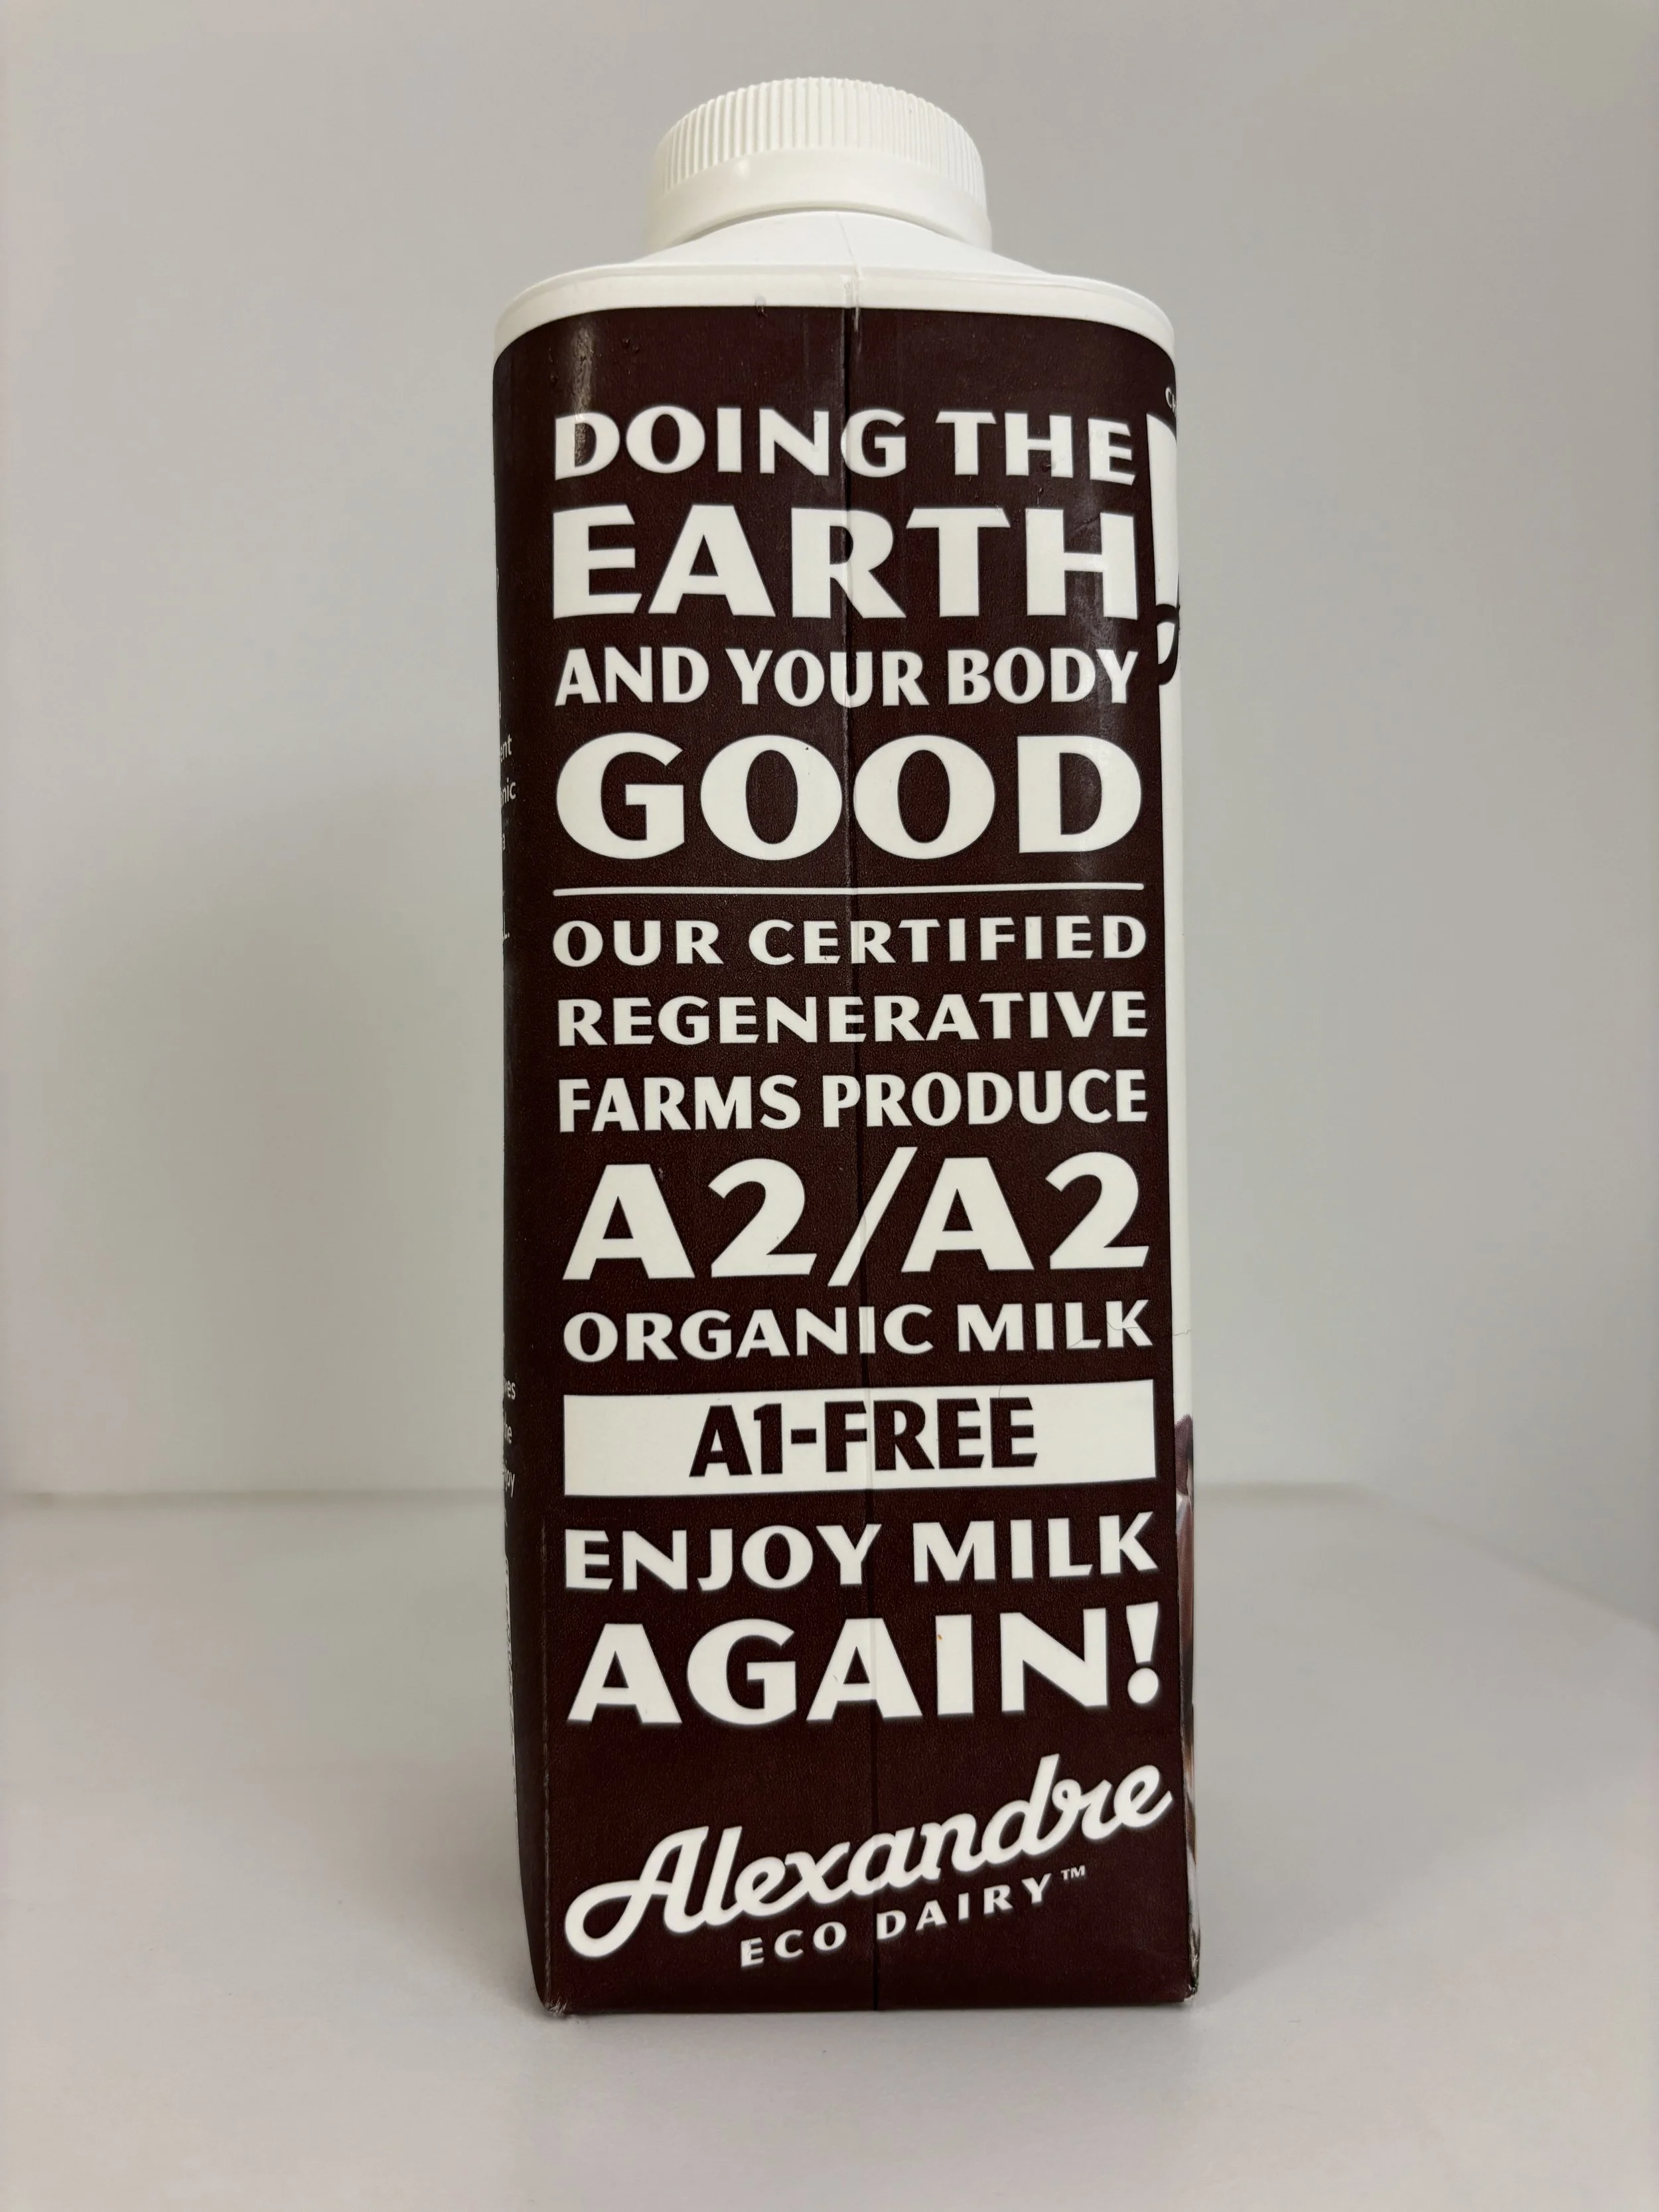 DOING THE
EARTH
AND YOUR BODY
GOOD
OUR CERTIFIED
REGENERATIVE
FARMS PRODUCE
A2/A2
ORGANIC MILK
A1-FREE
ENJOY MILK
AGAIN!
Alexandre
ECO DAIRY™